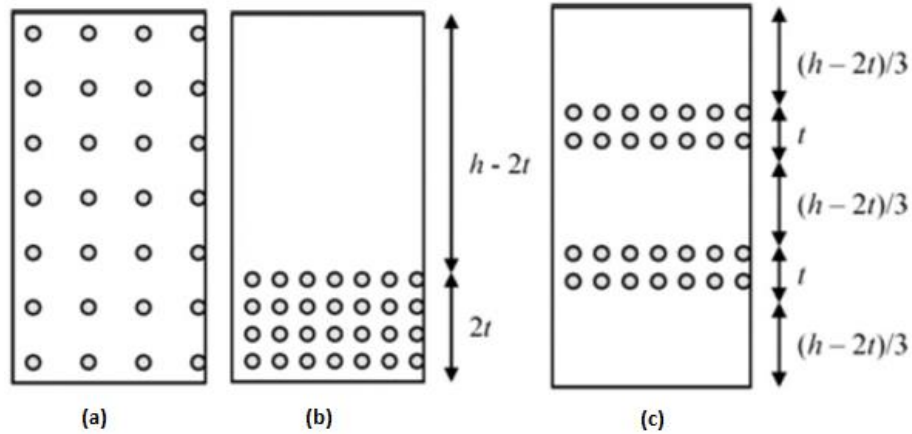 (h – 2t)/3
t
h - 2t
(h – 2t)/3
t
2t
(h – 2t)/3
(a)
(b)
(c)